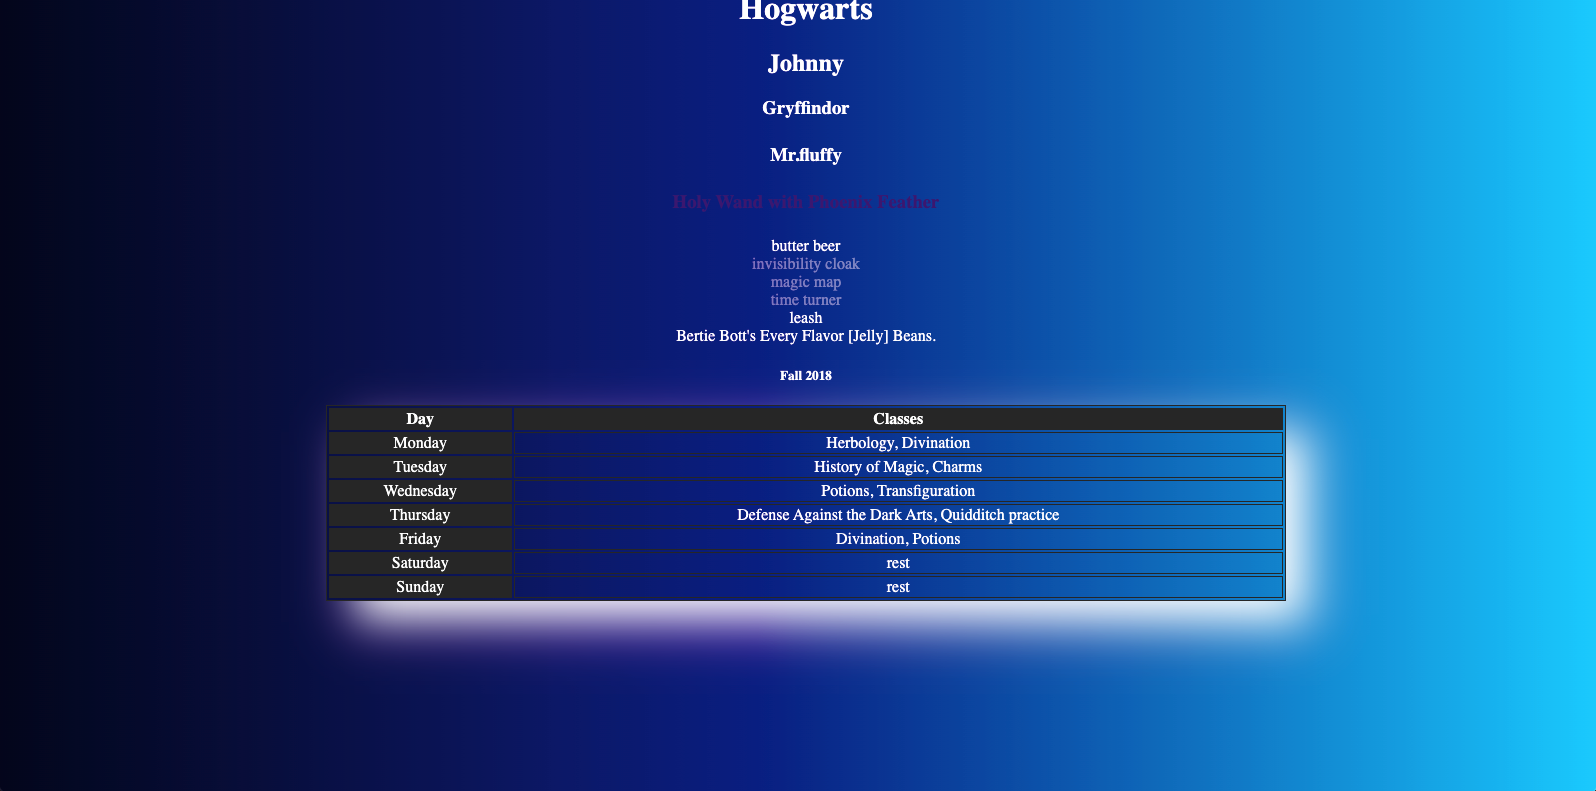 Hogwarts
Johnny
Gryffindor
Mr.fluffy
Holy Wand with Phoenix Feather
butter beer
invisibility cloak
magic map
time turner
leash
Bertie Bott's Every Flavor [Jelly] Beans.
Fall 2018
Day Classes
Monday Herbology, Divination
Tuesday History of Magic, Charms
Wednesday Potions, Transfiguration
Thursday Defense Against the Dark Arts, Quidditch practice
Friday Divination, Potions
Saturday rest
Sunday rest